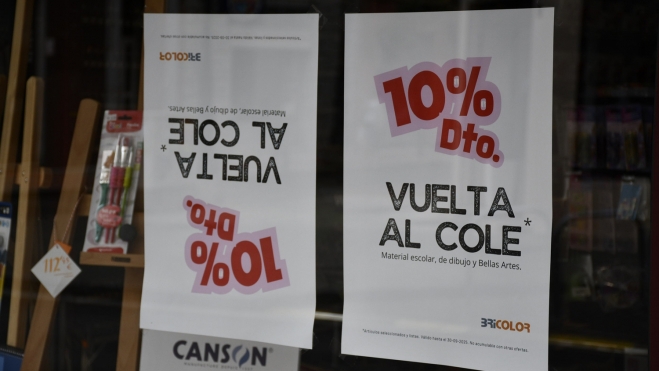 10% Dto.
VUELTA
AL COLE*
Material escolar, de dibujo y Bellas Artes.
BRICOLOR
10% Dto.
VUELTA
AL COLE*
Material escolar, de dibujo y Bellas Artes.
BRICOLOR
CANSON
112